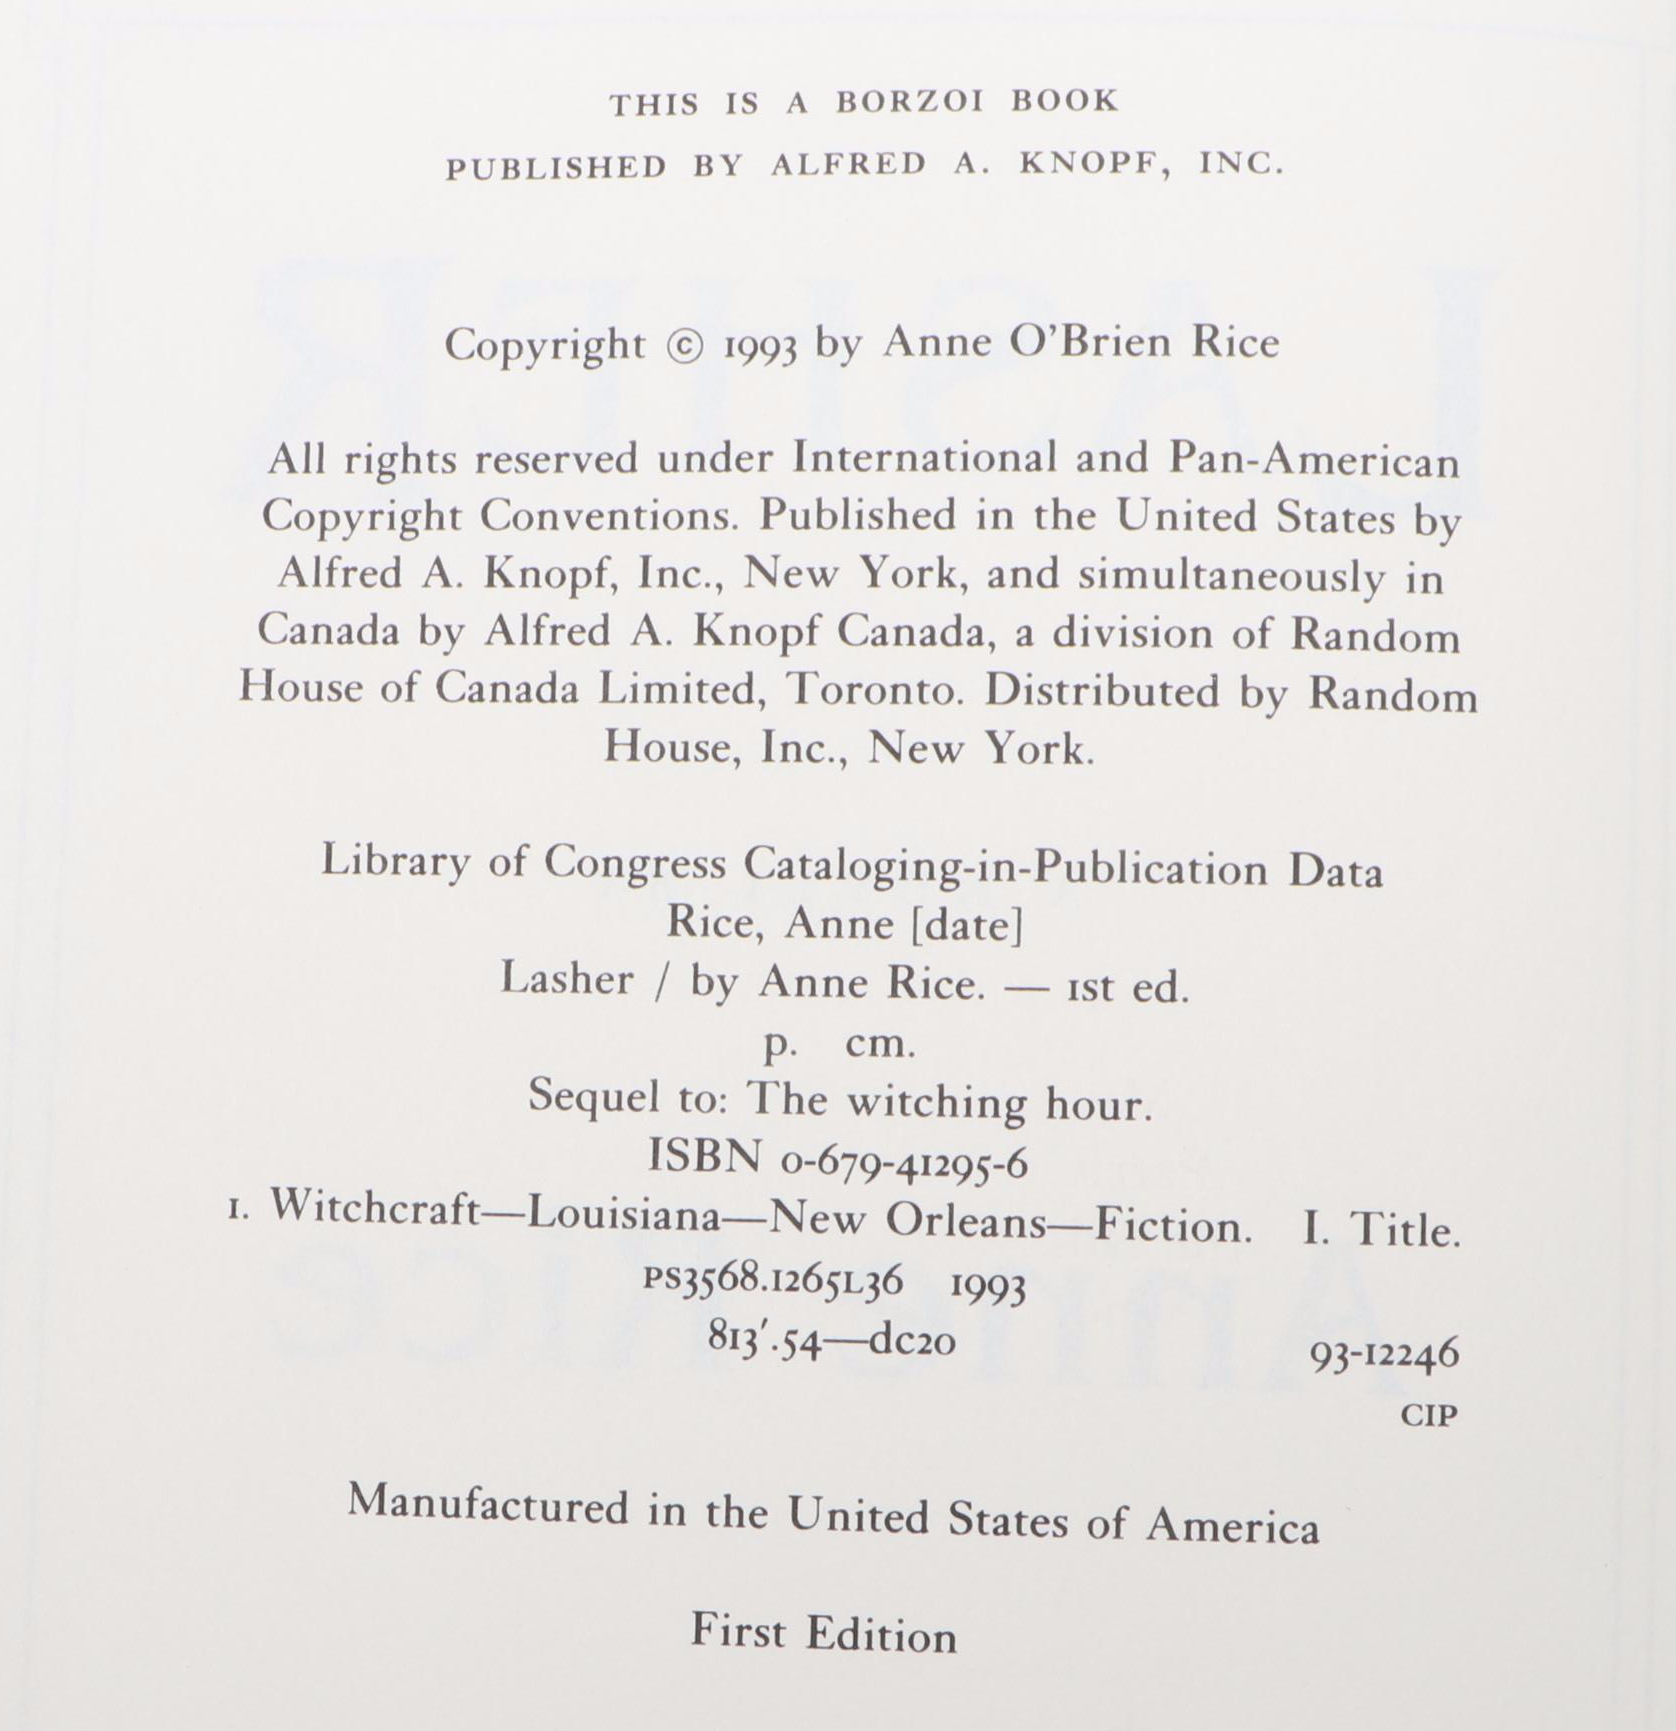 THIS IS A BORZOI BOOK
PUBLISHED BY ALFRED A. KNOPF, INC.
Copyright © 1993 by Anne O'Brien Rice
All rights reserved under International and Pan-American
Copyright Conventions. Published in the United States by
Alfred A. Knopf, Inc., New York, and simultaneously in
Canada by Alfred A. Knopf Canada, a division of Random
House of Canada Limited, Toronto. Distributed by Random
House, Inc., New York.
Library of Congress Cataloging-in-Publication Data
Rice, Anne [date]
Lasher / by Anne Rice. — 1st ed.
p. cm.
Sequel to: The witching hour.
ISBN 0-679-41295-6
1. Witchcraft—Louisiana—New Orleans—Fiction. I. Title.
PS3568.I265L36 1993
813′.54—dc20 93-12246
CIP
Manufactured in the United States of America
First Edition